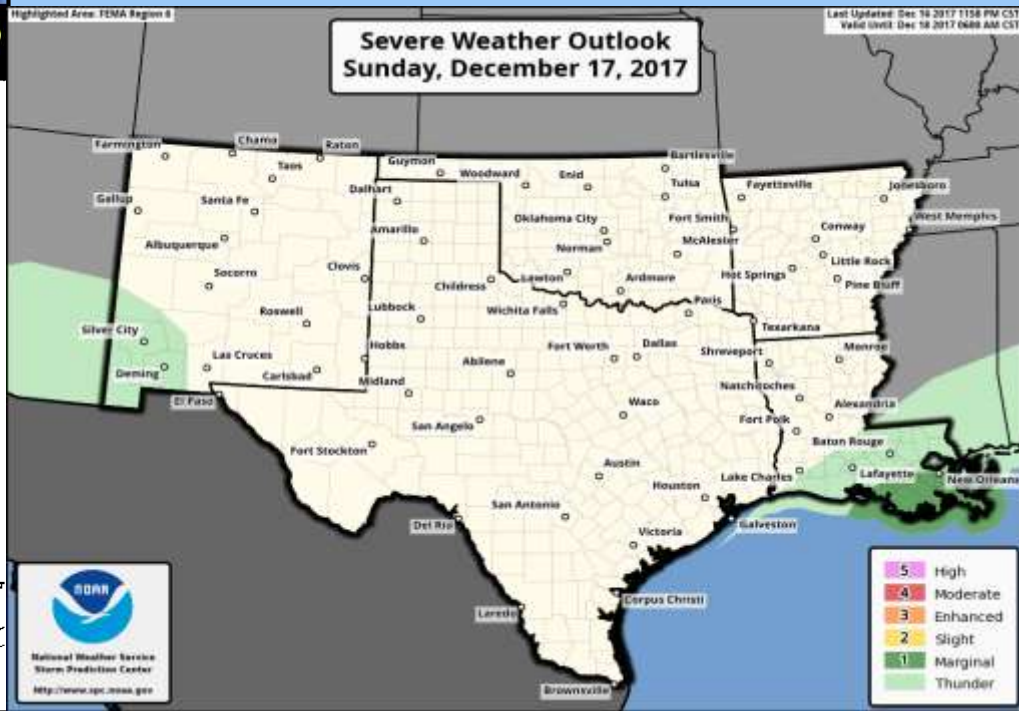 Highlighted Area: FEMA Region 6
Last Updated: Dec 16 2017 1158 PM CST
Valid Until: Dec 18 2017 0600 AM CST
Severe Weather Outlook
Sunday, December 17, 2017
Farmington
Chama
Raton
Taos
Guymon
Woodward
Enid
Bartlesville
Tulsa
Fayetteville
Jonesboro
Gallup
Santa Fe
Dalhart
Oklahoma City
Fort Smith
West Memphis
Albuquerque
Amarillo
Norman
McAlester
Conway
Socorro
Clovis
Childress
Lawton
Ardmore
Hot Springs
Little Rock
Pine Bluff
Roswell
Lubbock
Wichita Falls
Paris
Texarkana
Silver City
Las Cruces
Hobbs
Abilene
Fort Worth
Dallas
Shreveport
Monroe
Deming
Carlsbad
Midland
Natchitoches
El Paso
San Angelo
Waco
Fort Polk
Alexandria
Fort Stockton
Austin
Baton Rouge
Lake Charles
Lafayette
New Orleans
San Antonio
Houston
Del Rio
Victoria
Galveston
Laredo
Corpus Christi
Brownsville
NOAA
National Weather Service
Storm Prediction Center
http://www.spc.noaa.gov
5 High
4 Moderate
3 Enhanced
2 Slight
1 Marginal
Thunder